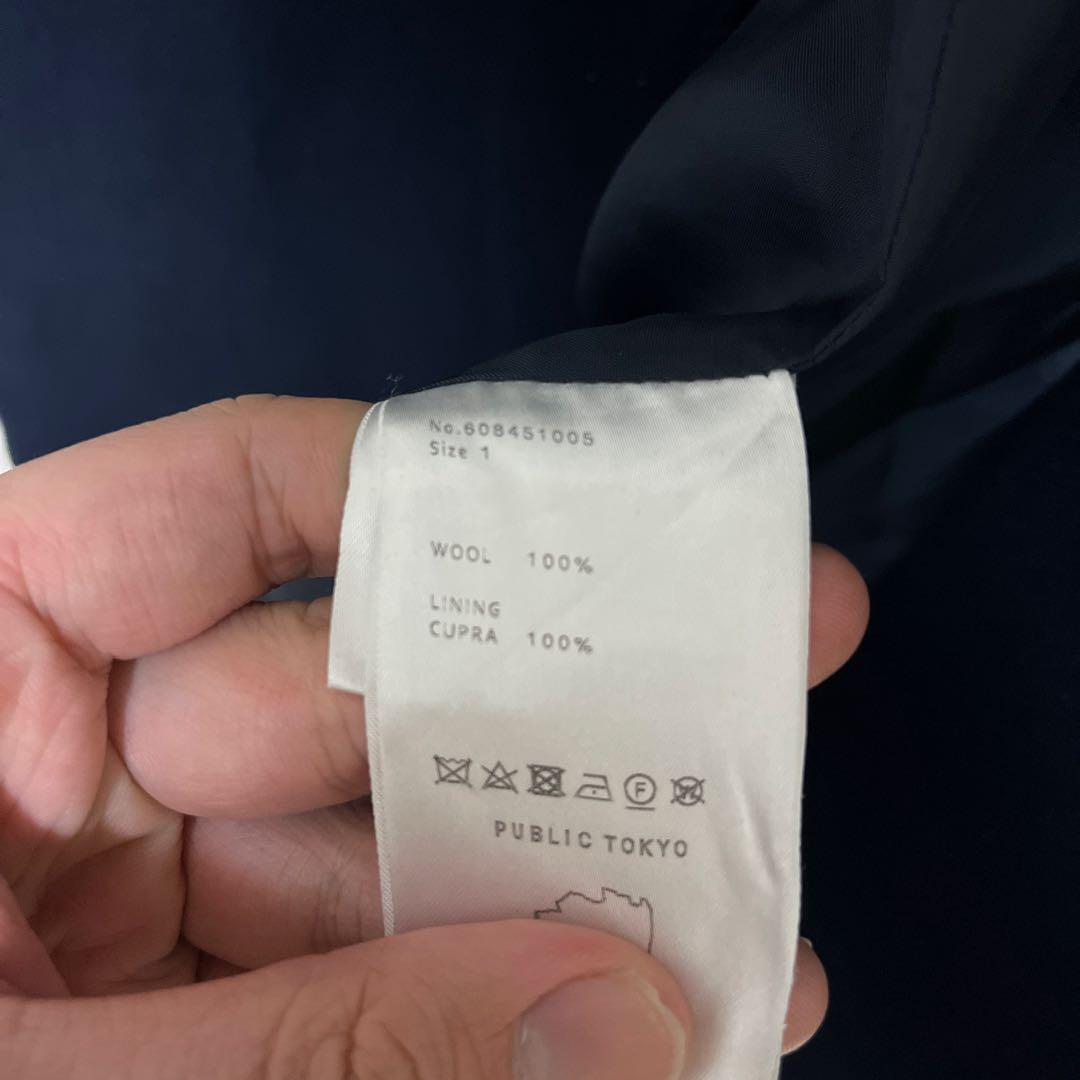 No.608451005
Size 1
WOOL 100%
LINING
CUPRA 100%
F
W
PUBLIC TOKYO